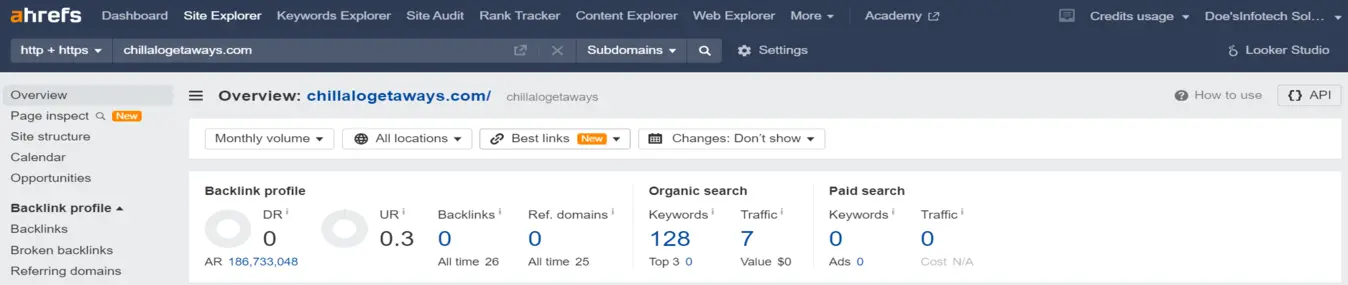 ahrefs Dashboard Site Explorer Keywords Explorer Site Audit Rank Tracker Content Explorer Web Explorer More Academy Credits usage Doe'sInfotech Sol...
http + https chillalogetaways.com Subdomains Settings Looker Studio
Overview
Page inspect New
Site structure
Calendar
Opportunities
Backlink profile
Backlinks
Broken backlinks
Referring domains
Overview: chillalogetaways.com/ chillalogetaways How to use {} API
Monthly volume All locations Best links New Changes: Don't show
Backlink profile Organic search Paid search
DR i UR i Backlinks i Ref. domains i Keywords i Traffic i Keywords i Traffic i
0 0.3 0 0 128 7 0 0
AR 186,733,048 All time 26 All time 25 Top 3 0 Value $0 Ads 0 Cost N/A